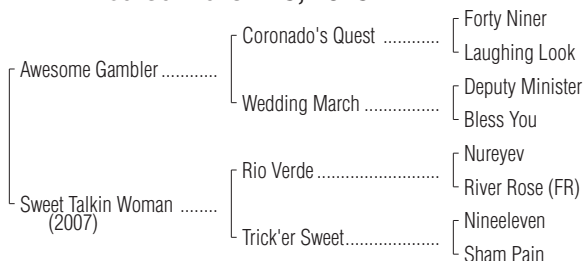 Forty Niner
Coronado's Quest ............
Laughing Look
Awesome Gambler ............
Deputy Minister
Wedding March ................
Bless You
Nureyev
Rio Verde ..........................
River Rose (FR)
Sweet Talkin Woman ........
(2007)
Nineeleven
Trick'er Sweet....................
Sham Pain